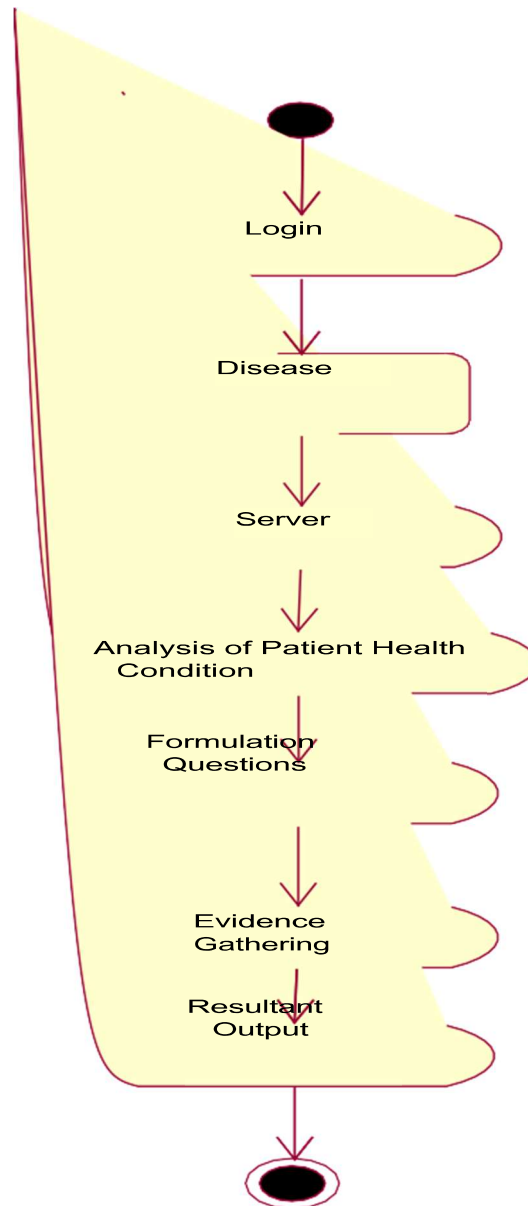 Login
Disease
Server
Analysis of Patient Health
Condition
Formulation
Questions
Evidence
Gathering
Resultant
Output